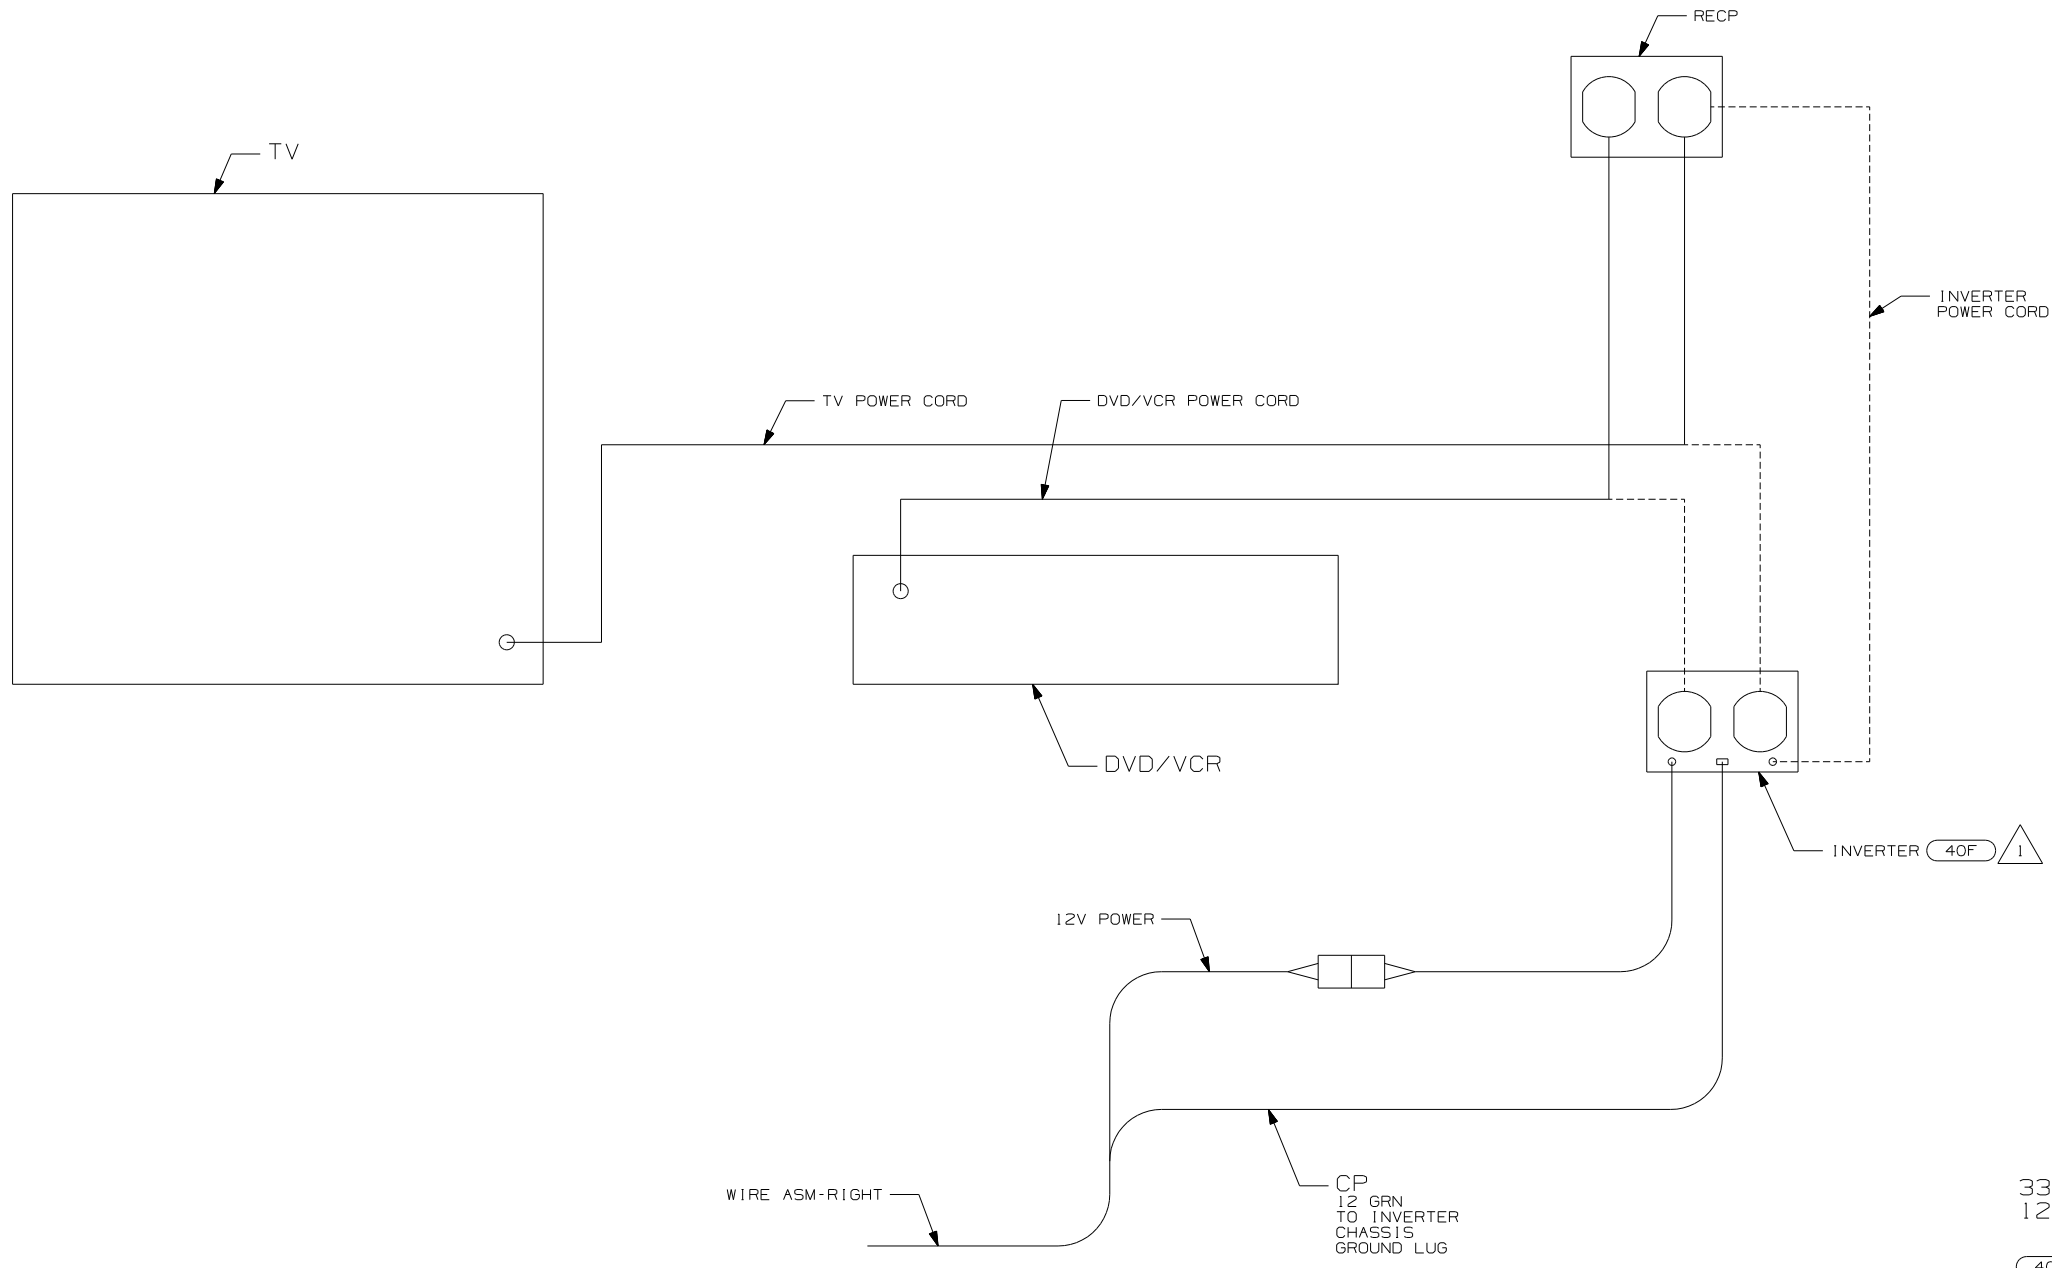 RECP
TV
INVERTER
POWER CORD
TV POWER CORD
DVD/VCR POWER CORD
DVD/VCR
INVERTER 40F 1
12V POWER
WIRE ASM-RIGHT
CP
12 GRN
TO INVERTER
CHASSIS
GROUND LUG
33
12